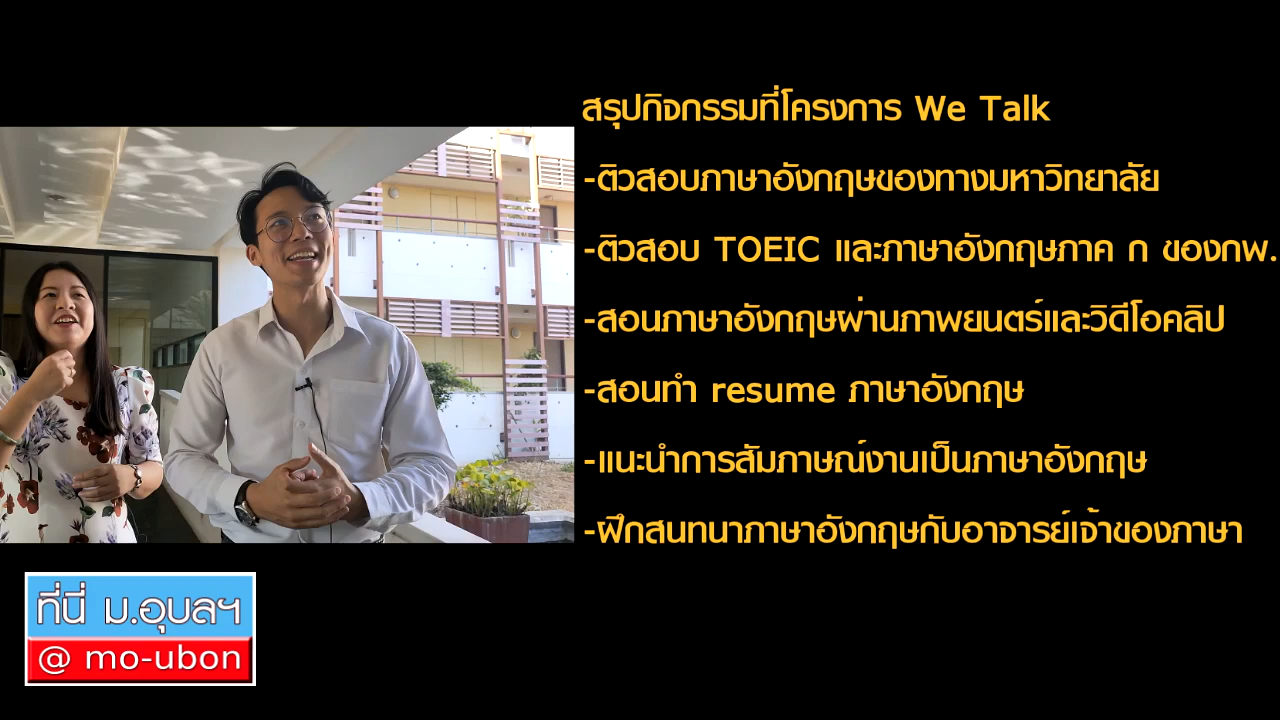 สรุปกิจกรรมที่โครงการ We Talk
-ติวสอบภาษาอังกฤษของทางมหาวิทยาลัย
-ติวสอบ TOEIC และภาษาอังกฤษภาค ก ของกพ.
-สอนภาษาอังกฤษผ่านภาพยนตร์และวิดีโอคลิป
-สอนทำ resume ภาษาอังกฤษ
-แนะนำการสัมภาษณ์งานเป็นภาษาอังกฤษ
-ฝึกสนทนาภาษาอังกฤษกับอาจารย์เจ้าของภาษา
ที่นี่ ม.อุบลฯ
@ mo-ubon